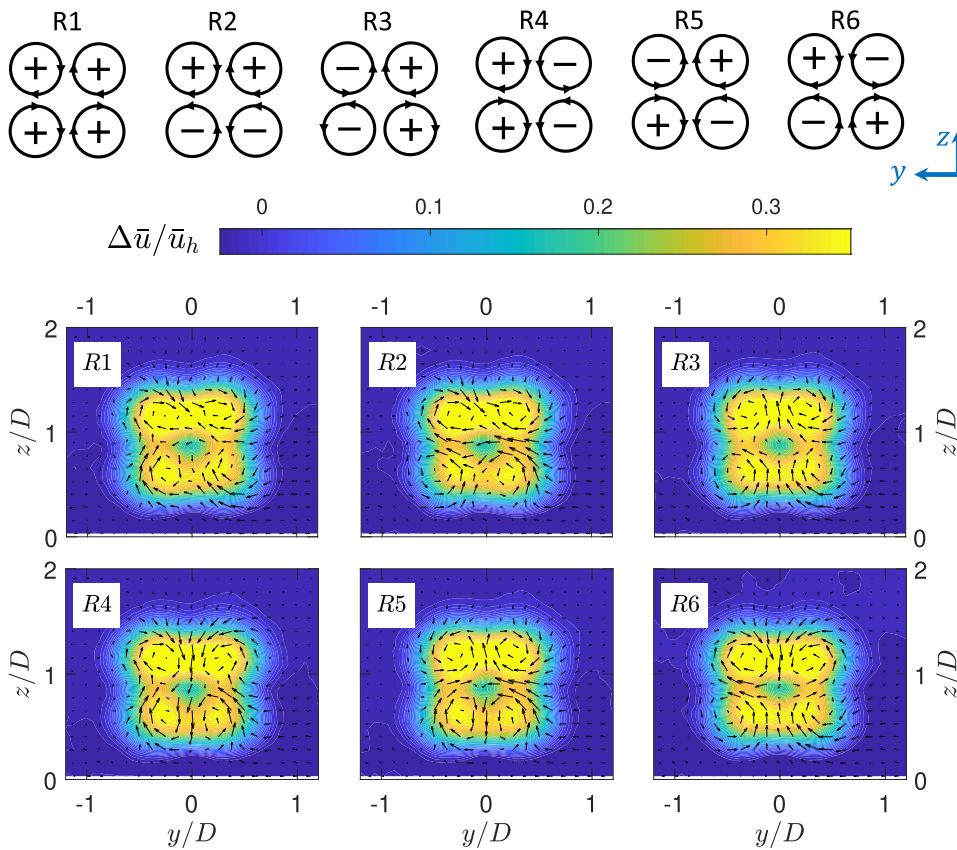 R1 R2 R3 R4 R5 R6
+ + + + − + + − − + + −
+ + − − − + + − + − − +
z
y
0 0.1 0.2 0.3
Δū/ū_h
-1 0 1 -1 0 1 -1 0 1
2 R1 R2 R3 2
z/D 1 1 z/D
0 0
2 R4 R5 R6 2
z/D 1 1 z/D
0 0
-1 0 1 -1 0 1 -1 0 1
y/D y/D y/D